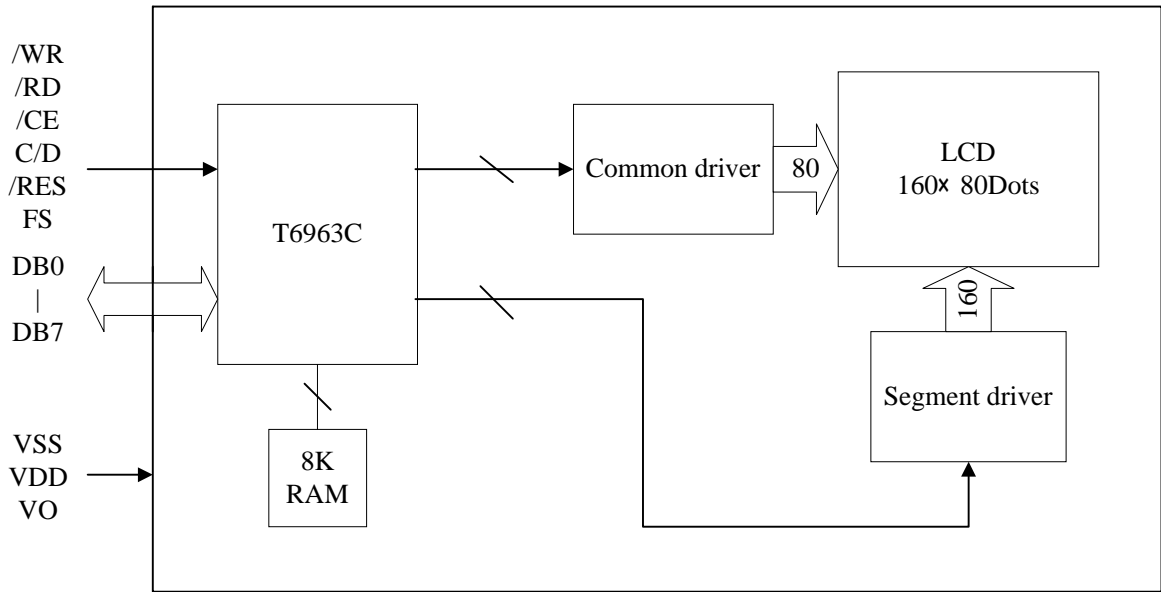 /WR
/RD
/CE
C/D
/RES
FS
DB0
|
DB7
VSS
VDD
VO
T6963C
8K
RAM
Common driver
80
LCD
160× 80Dots
160
Segment driver